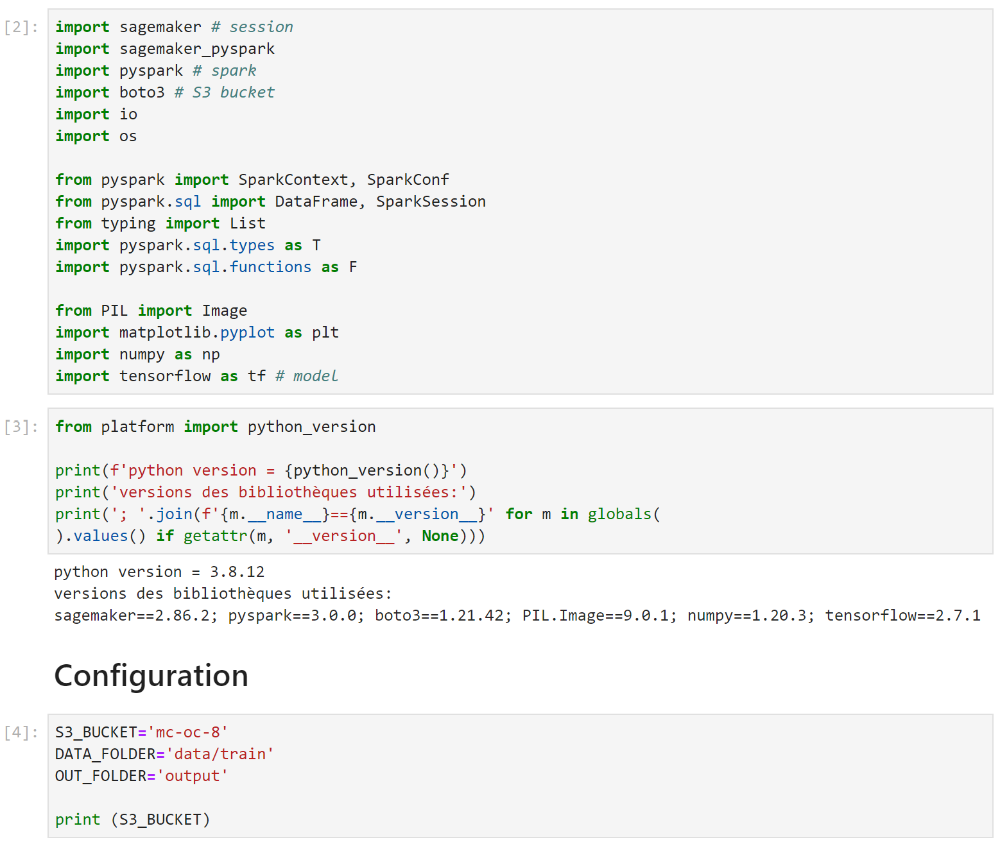 [2]: import sagemaker # session
import sagemaker_pyspark
import pyspark # spark
import boto3 # S3 bucket
import io
import os
from pyspark import SparkContext, SparkConf
from pyspark.sql import DataFrame, SparkSession
from typing import List
import pyspark.sql.types as T
import pyspark.sql.functions as F
from PIL import Image
import matplotlib.pyplot as plt
import numpy as np
import tensorflow as tf # model
[3]: from platform import python_version
print(f'python version = {python_version()}')
print('versions des bibliothèques utilisées:')
print('; '.join(f'{m.__name__}=={m.__version__}' for m in globals(
).values() if getattr(m, '__version__', None)))
python version = 3.8.12
versions des bibliothèques utilisées:
sagemaker==2.86.2; pyspark==3.0.0; boto3==1.21.42; PIL.Image==9.0.1; numpy==1.20.3; tensorflow==2.7.1
Configuration
[4]: S3_BUCKET='mc-oc-8'
DATA_FOLDER='data/train'
OUT_FOLDER='output'
print (S3_BUCKET)